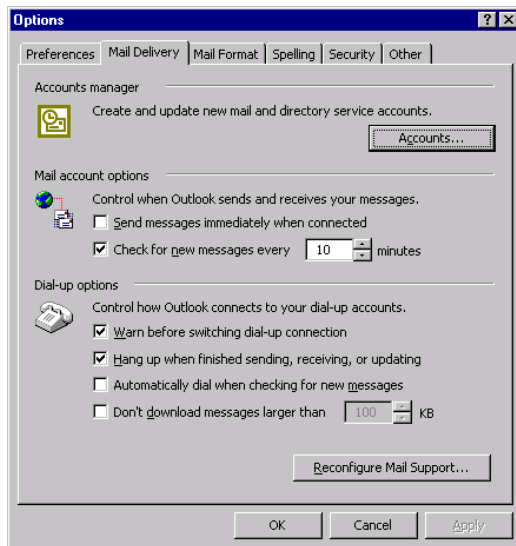 Options
Preferences Mail Delivery Mail Format Spelling Security Other
Accounts manager
Create and update new mail and directory service accounts.
Accounts...
Mail account options
Control when Outlook sends and receives your messages.
Send messages immediately when connected
Check for new messages every 10 minutes
Dial-up options
Control how Outlook connects to your dial-up accounts.
Warn before switching dial-up connection
Hang up when finished sending, receiving, or updating
Automatically dial when checking for new messages
Don't download messages larger than 100 KB
Reconfigure Mail Support...
OK Cancel Apply